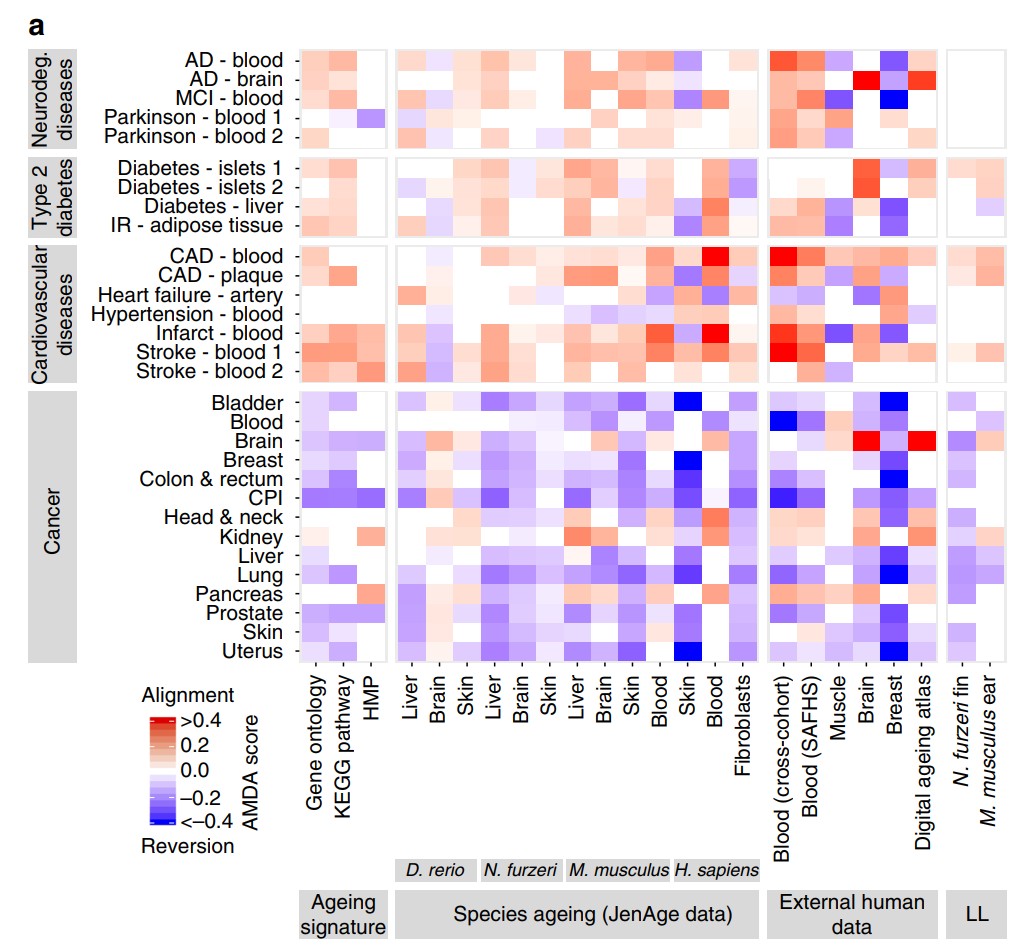 a
Neurodeg.
diseases
AD - blood
AD - brain
MCI - blood
Parkinson - blood 1
Parkinson - blood 2
Type 2
diabetes
Diabetes - islets 1
Diabetes - islets 2
Diabetes - liver
IR - adipose tissue
Cardiovascular
diseases
CAD - blood
CAD - plaque
Heart failure - artery
Hypertension - blood
Infarct - blood
Stroke - blood 1
Stroke - blood 2
Cancer
Bladder
Blood
Brain
Breast
Colon & rectum
CPI
Head & neck
Kidney
Liver
Lung
Pancreas
Prostate
Skin
Uterus
Gene ontology
KEGG pathway
HMP
Liver
Brain
Skin
Liver
Brain
Skin
Liver
Brain
Skin
Blood
Skin
Blood
Fibroblasts
Blood (cross-cohort)
Blood (SAFHS)
Muscle
Brain
Breast
Digital ageing atlas
N. furzeri fin
M. musculus ear
Alignment
>0.4
0.2
0.0
–0.2
<–0.4
AMDA score
Reversion
D. rerio
N. furzeri
M. musculus
H. sapiens
Ageing
signature
Species ageing (JenAge data)
External human
data
LL